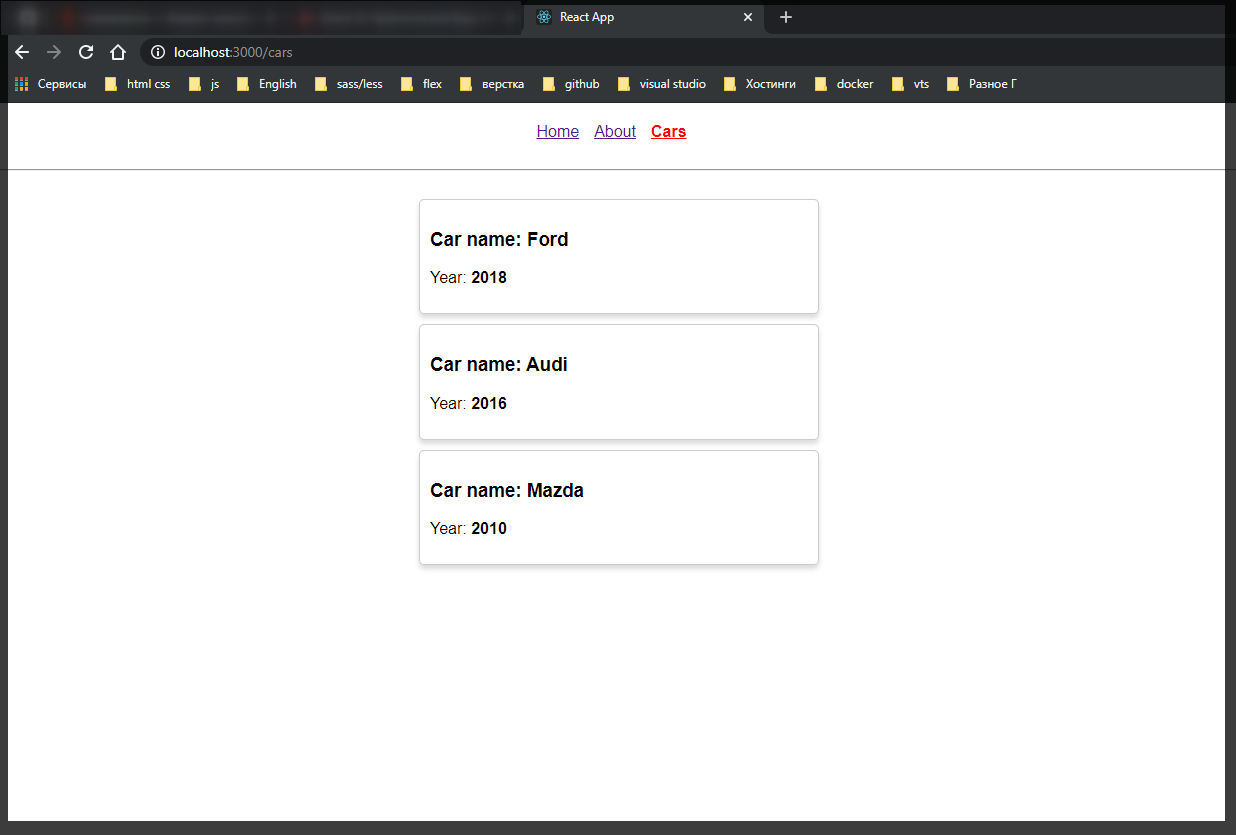 React App
localhost:3000/cars
Сервисы html css js English sass/less flex верстка github visual studio Хостинги docker vts Разное Г
Home About Cars
Car name: Ford
Year: 2018
Car name: Audi
Year: 2016
Car name: Mazda
Year: 2010